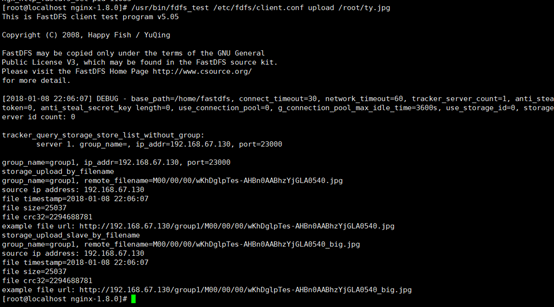 [root@localhost nginx-1.8.0]# /usr/bin/fdfs_test /etc/fdfs/client.conf upload /root/ty.jpg
This is FastDFS client test program v5.05

Copyright (C) 2008, Happy Fish / YuQing

FastDFS may be copied only under the terms of the GNU General
Public License V3, which may be found in the FastDFS source kit.
Please visit the FastDFS Home Page http://www.csource.org/
for more detail.

[2018-01-08 22:06:07] DEBUG - base_path=/home/fastdfs, connect_timeout=30, network_timeout=60, tracker_server_count=1, anti_stea
token=0, anti_steal_secret_key length=0, use_connection_pool=0, g_connection_pool_max_idle_time=3600s, use_storage_id=0, storage
erver id count: 0

tracker_query_storage_store_list_without_group:
server 1. group_name=, ip_addr=192.168.67.130, port=23000

group_name=group1, ip_addr=192.168.67.130, port=23000
storage_upload_by_filename
group_name=group1, remote_filename=M00/00/00/wKhDglpTes-AHBn0AABhzYjGLA0540.jpg
source ip address: 192.168.67.130
file timestamp=2018-01-08 22:06:07
file size=25037
file crc32=2294688781
example file url: http://192.168.67.130/group1/M00/00/00/wKhDglpTes-AHBn0AABhzYjGLA0540.jpg
storage_upload_slave_by_filename
group_name=group1, remote_filename=M00/00/00/wKhDglpTes-AHBn0AABhzYjGLA0540_big.jpg
source ip address: 192.168.67.130
file timestamp=2018-01-08 22:06:07
file size=25037
file crc32=2294688781
example file url: http://192.168.67.130/group1/M00/00/00/wKhDglpTes-AHBn0AABhzYjGLA0540_big.jpg
[root@localhost nginx-1.8.0]#